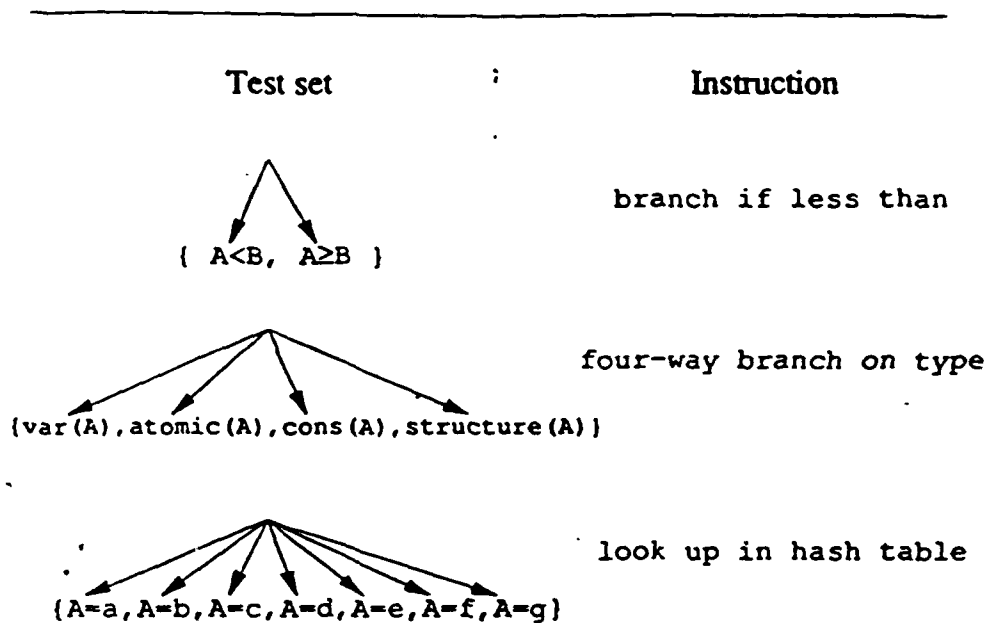 Test set Instruction
branch if less than
{ A<B, A≥B }
four-way branch on type
{var(A),atomic(A),cons(A),structure(A)}
look up in hash table
{A=a,A=b,A=c,A=d,A=e,A=f,A=g}